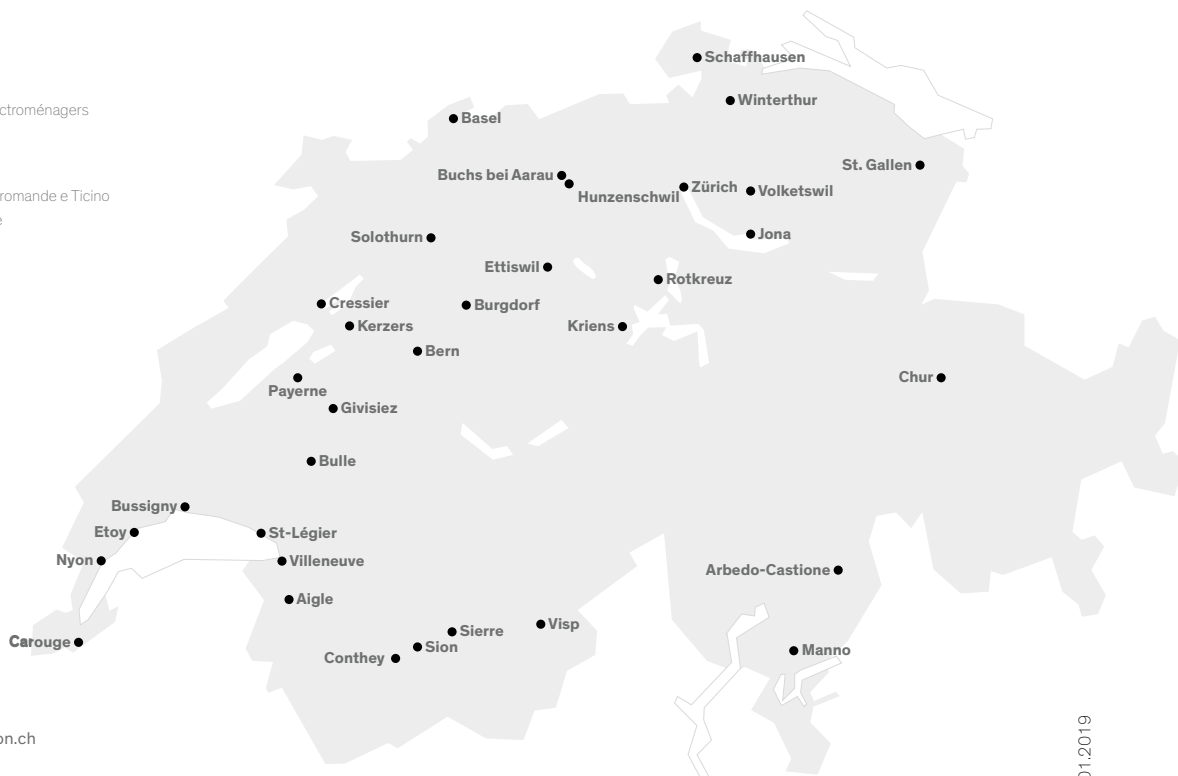 Schaffhausen
Winterthur
ctroménagers
Basel
St. Gallen
Buchs bei Aarau
Hunzenschwil
Zürich
Volketswil
romande e Ticino
e
Jona
Solothurn
Ettiswil
Rotkreuz
Cressier
Burgdorf
Kerzers
Kriens
Bern
Chur
Payerne
Givisiez
Bulle
Bussigny
Etoy
St-Légier
Nyon
Villeneuve
Arbedo-Castione
Aigle
Visp
Sierre
Carouge
Sion
Manno
Conthey
on.ch
01.2019